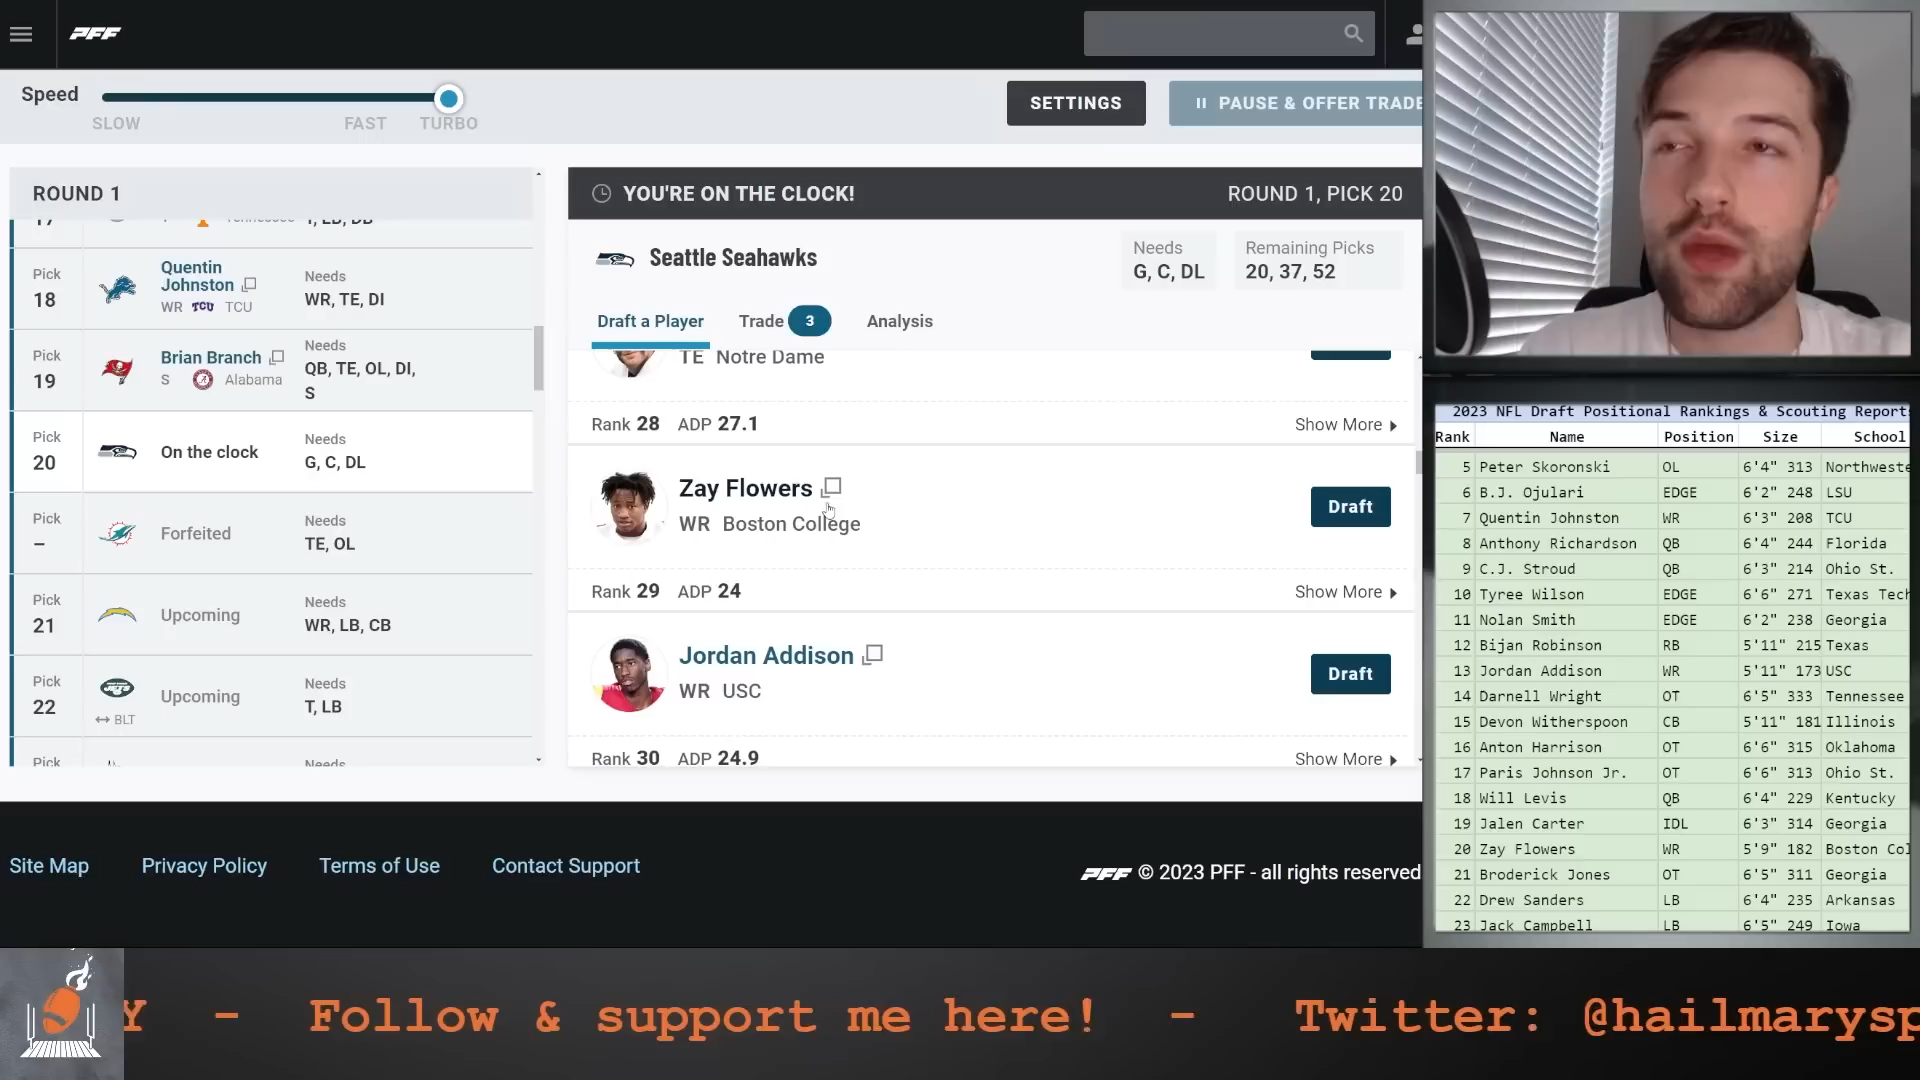 PFF
Speed
SLOW FAST TURBO
SETTINGS
PAUSE & OFFER TRADE
ROUND 1
17 Tennessee T, LB, DB
Pick 18
Quentin Johnston
WR TCU TCU
Needs
WR, TE, DI
Pick 19
Brian Branch
S Alabama
Needs
QB, TE, OL, DI,
S
Pick 20
On the clock
Needs
G, C, DL
Pick –
Forfeited
Needs
TE, OL
Pick 21
Upcoming
Needs
WR, LB, CB
Pick 22
JETS
BLT
Upcoming
Needs
T, LB
Pick
Needs
YOU'RE ON THE CLOCK!
ROUND 1, PICK 20
Seattle Seahawks
Needs
G, C, DL
Remaining Picks
20, 37, 52
Draft a Player Trade 3 Analysis
TE Notre Dame
Rank 28 ADP 27.1 Show More
Zay Flowers
WR Boston College
Draft
Rank 29 ADP 24 Show More
Jordan Addison
WR USC
Draft
Rank 30 ADP 24.9 Show More
Site Map Privacy Policy Terms of Use Contact Support
PFF © 2023 PFF - all rights reserved
2023 NFL Draft Positional Rankings & Scouting Reports
Rank Name Position Size School
5 Peter Skoronski OL 6'4" 313 Northweste
6 B.J. Ojulari EDGE 6'2" 248 LSU
7 Quentin Johnston WR 6'3" 208 TCU
8 Anthony Richardson QB 6'4" 244 Florida
9 C.J. Stroud QB 6'3" 214 Ohio St.
10 Tyree Wilson EDGE 6'6" 271 Texas Tech
11 Nolan Smith EDGE 6'2" 238 Georgia
12 Bijan Robinson RB 5'11" 215 Texas
13 Jordan Addison WR 5'11" 173 USC
14 Darnell Wright OT 6'5" 333 Tennessee
15 Devon Witherspoon CB 5'11" 181 Illinois
16 Anton Harrison OT 6'6" 315 Oklahoma
17 Paris Johnson Jr. OT 6'6" 313 Ohio St.
18 Will Levis QB 6'4" 229 Kentucky
19 Jalen Carter IDL 6'3" 314 Georgia
20 Zay Flowers WR 5'9" 182 Boston Col
21 Broderick Jones OT 6'5" 311 Georgia
22 Drew Sanders LB 6'4" 235 Arkansas
23 Jack Campbell LB 6'5" 249 Iowa
Y - Follow & support me here! - Twitter: @hailmarysp